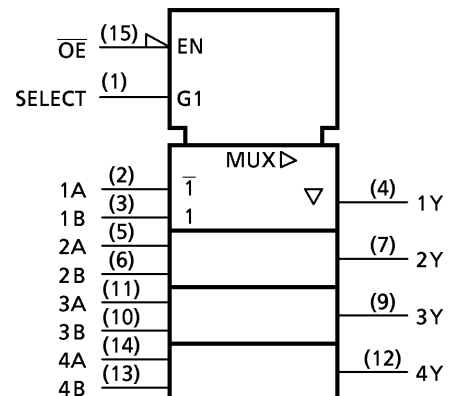 (15)
O̅E̅ EN
(1)
SELECT G1
MUX
(2)
1A 1̅ (4)
(3) 1Y
1B 1
(5)
2A (7)
(6) 2Y
2B
(11)
3A (9)
(10) 3Y
3B
(14)
4A (12)
(13) 4Y
4B